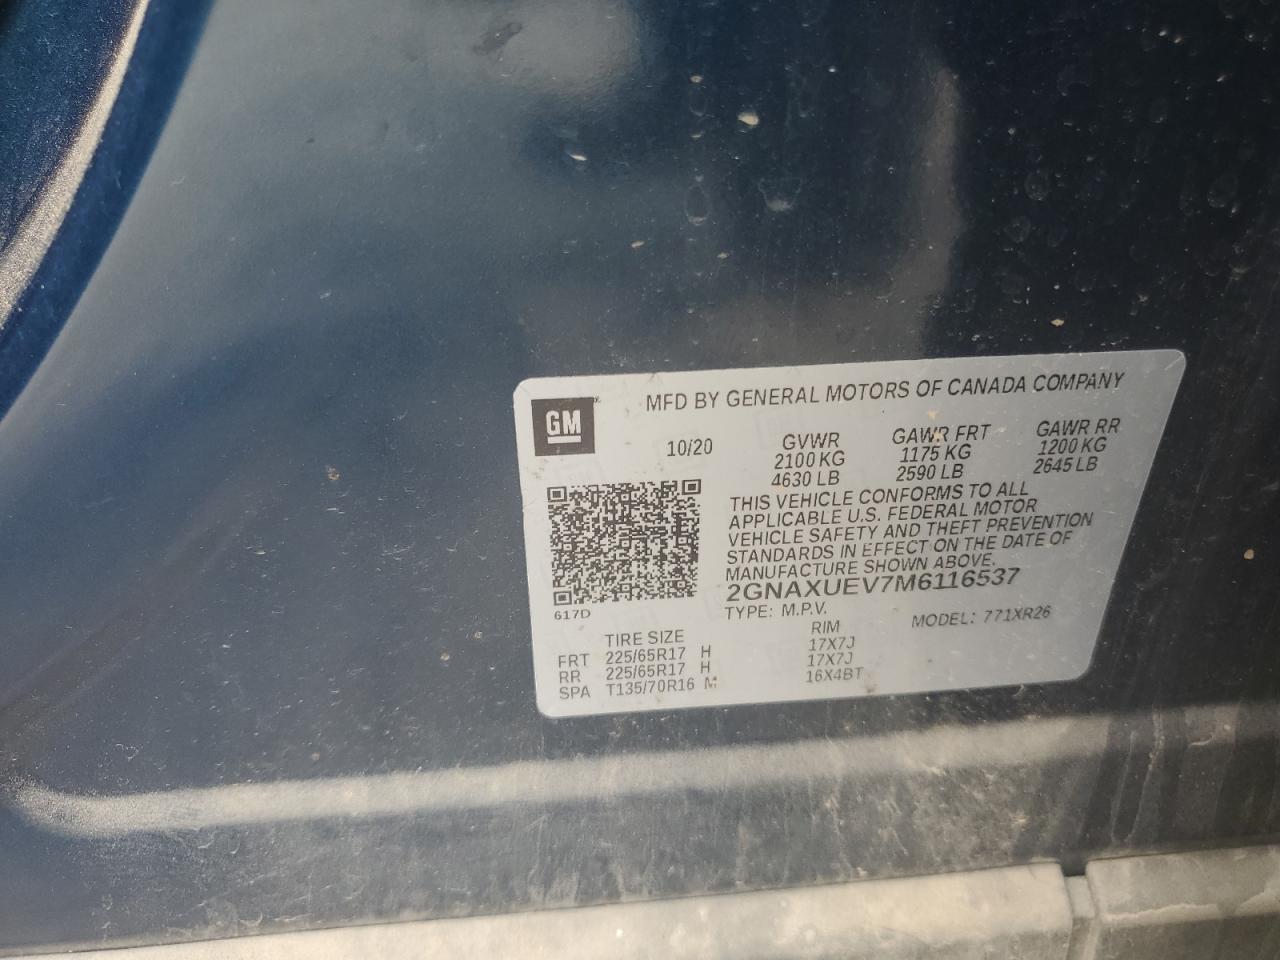 MFD BY GENERAL MOTORS OF CANADA COMPANY
GM
10/20 GVWR GAWR FRT GAWR RR
2100 KG 1175 KG 1200 KG
4630 LB 2590 LB 2645 LB
THIS VEHICLE CONFORMS TO ALL
APPLICABLE U.S. FEDERAL MOTOR
VEHICLE SAFETY AND THEFT PREVENTION
STANDARDS IN EFFECT ON THE DATE OF
MANUFACTURE SHOWN ABOVE.
2GNAXUEV7M6116537
617D
TYPE: M.P.V. MODEL: 771XR26
TIRE SIZE RIM
FRT 225/65R17 H 17X7J
RR 225/65R17 H 17X7J
SPA T135/70R16 M 16X4BT